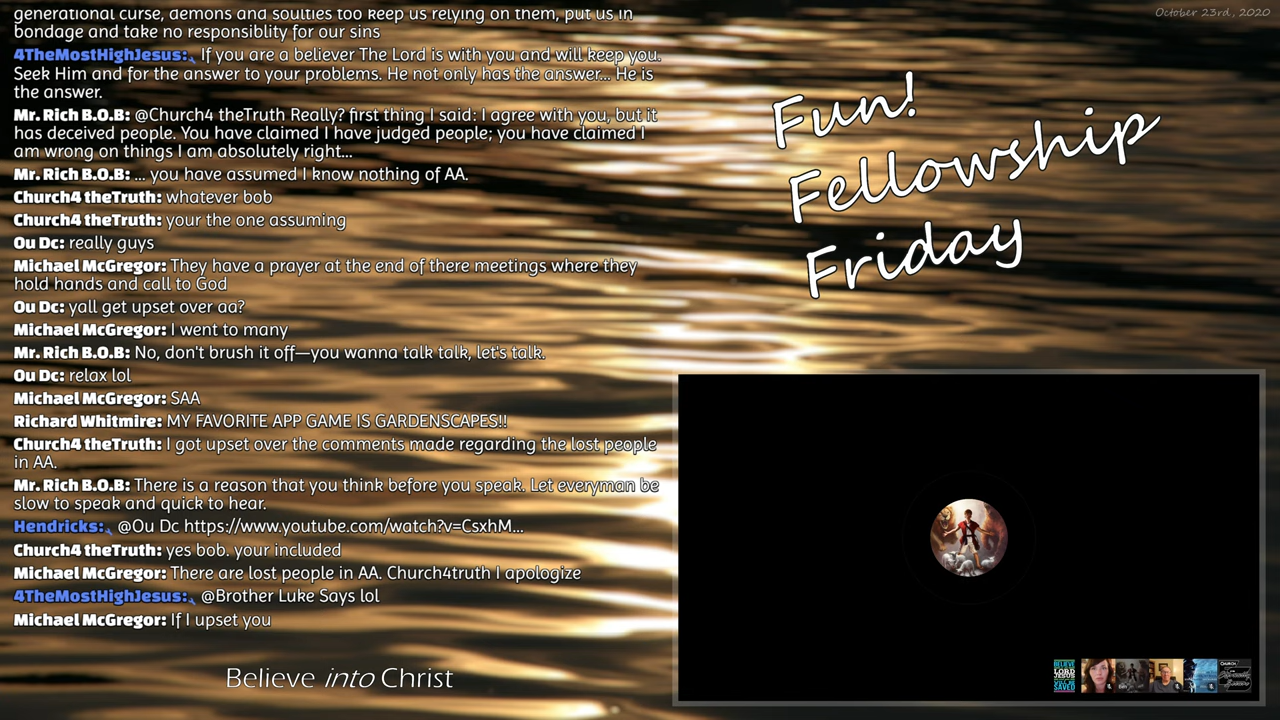 generational curse, demons and soulties too keep us relying on them, put us in
bondage and take no responsiblity for our sins
4TheMostHighJesus: If you are a believer The Lord is with you and will keep you.
Seek Him and for the answer to your problems. He not only has the answer... He is
the answer.
Mr. Rich B.O.B: @Church4 theTruth Really? first thing I said: I agree with you, but it
has deceived people. You have claimed I have judged people; you have claimed I
am wrong on things I am absolutely right...
Mr. Rich B.O.B: ... you have assumed I know nothing of AA.
Church4 theTruth: whatever bob
Church4 theTruth: your the one assuming
Ou Dc: really guys
Michael McGregor: They have a prayer at the end of there meetings where they
hold hands and call to God
Ou Dc: yall get upset over aa?
Michael McGregor: I went to many
Mr. Rich B.O.B: No, don't brush it off—you wanna talk talk, let's talk.
Ou Dc: relax lol
Michael McGregor: SAA
Richard Whitmire: MY FAVORITE APP GAME IS GARDENSCAPES!!
Church4 theTruth: I got upset over the comments made regarding the lost people
in AA.
Mr. Rich B.O.B: There is a reason that you think before you speak. Let everyman be
slow to speak and quick to hear.
Hendricks: @Ou Dc https://www.youtube.com/watch?v=CsxhM...
Church4 theTruth: yes bob. your included
Michael McGregor: There are lost people in AA. Church4truth I apologize
4TheMostHighJesus: @Brother Luke Says lol
Michael McGregor: If I upset you
Believe into Christ
October 23rd, 2020
Fun!
Fellowship
Friday
BELIEVE
LORD
JESUS
SAVED
CHURCH